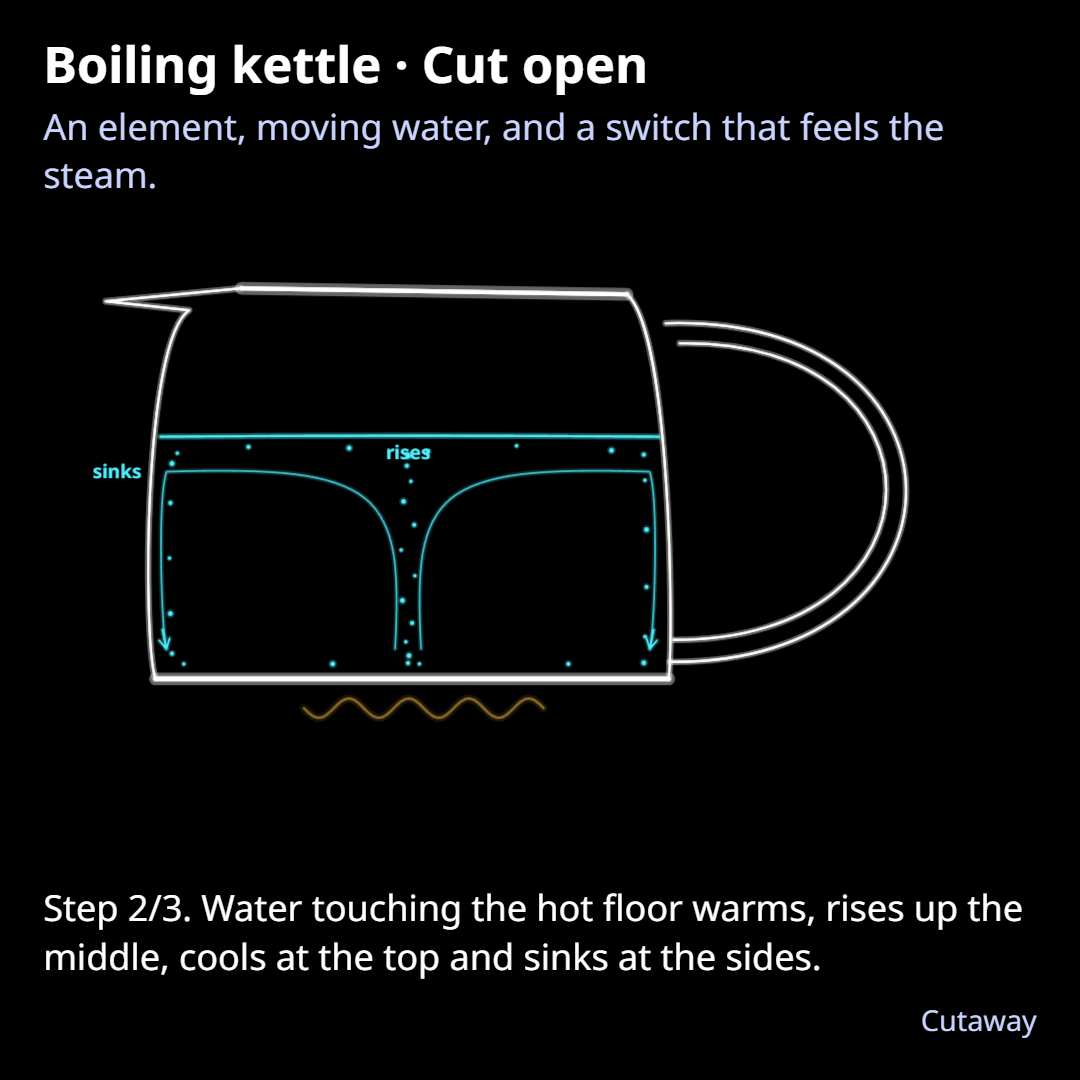 Boiling kettle · Cut open
An element, moving water, and a switch that feels the
steam.
rises
sinks
Step 2/3. Water touching the hot floor warms, rises up the
middle, cools at the top and sinks at the sides.
Cutaway